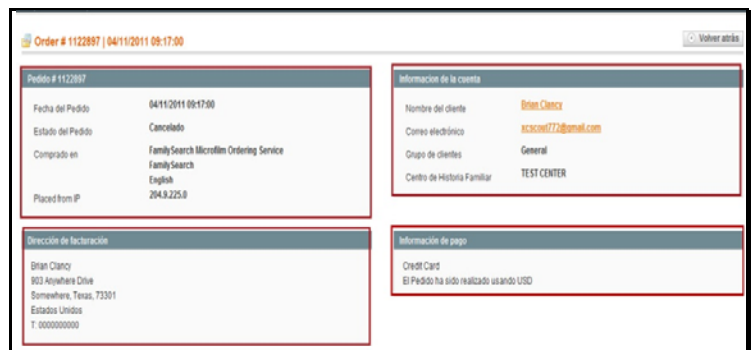 Order # 1122897 | 04/11/2011 09:17:00
Volver atrás
Pedido # 1122897
Fecha del Pedido 04/11/2011 09:17:00
Estado del Pedido Cancelado
Comprado en FamilySearch Microfilm Ordering Service
FamilySearch
English
Placed from IP 204.9.225.0
Informacion de la cuenta
Nombre del cliente Brian Clancy
Correo electrónico xcscout772@gmail.com
Grupo de clientes General
Centro de Historia Familiar TEST CENTER
Dirección de facturación
Brian Clancy
903 Anywhere Drive
Somewhere, Texas, 73301
Estados Unidos
T: 0000000000
Información de pago
Credit Card
El Pedido ha sido realizado usando USD